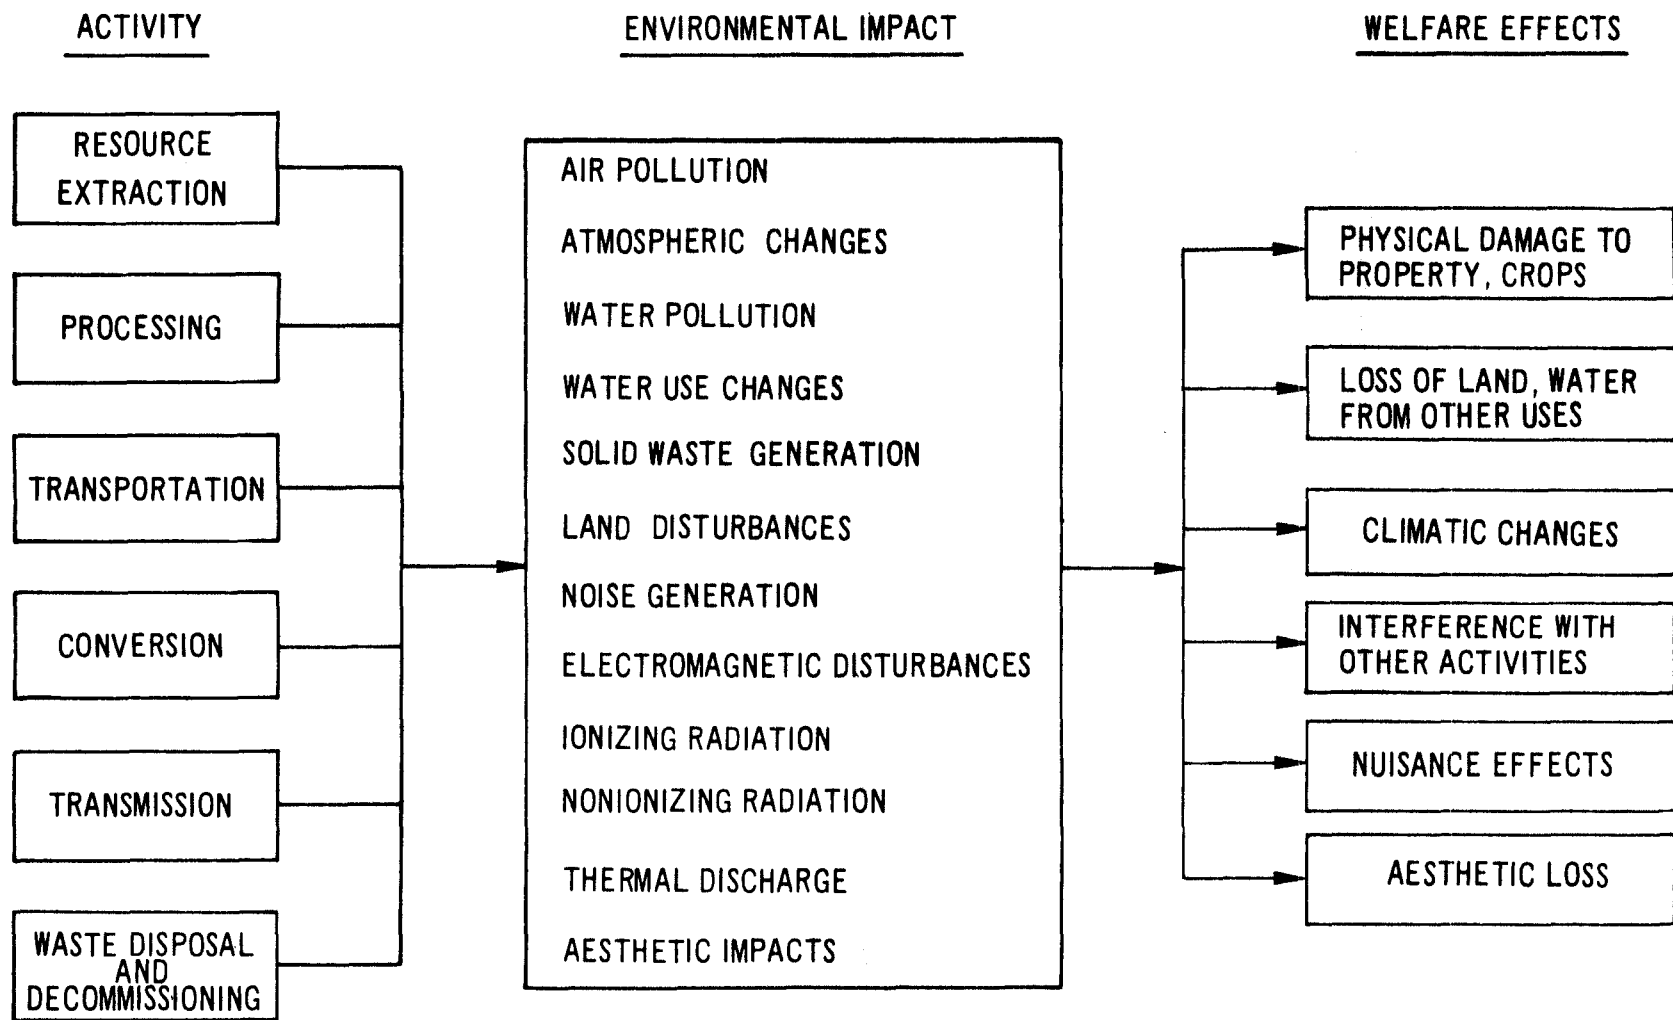 ACTIVITY
RESOURCE
EXTRACTION
PROCESSING
TRANSPORTATION
CONVERSION
TRANSMISSION
WASTE DISPOSAL
AND
DECOMMISSIONING
ENVIRONMENTAL IMPACT
AIR POLLUTION
ATMOSPHERIC CHANGES
WATER POLLUTION
WATER USE CHANGES
SOLID WASTE GENERATION
LAND DISTURBANCES
NOISE GENERATION
ELECTROMAGNETIC DISTURBANCES
IONIZING RADIATION
NONIONIZING RADIATION
THERMAL DISCHARGE
AESTHETIC IMPACTS
WELFARE EFFECTS
PHYSICAL DAMAGE TO
PROPERTY, CROPS
LOSS OF LAND, WATER
FROM OTHER USES
CLIMATIC CHANGES
INTERFERENCE WITH
OTHER ACTIVITIES
NUISANCE EFFECTS
AESTHETIC LOSS